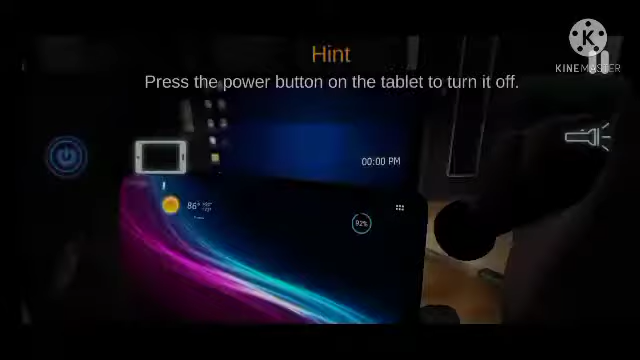 Hint
K
KINEMASTER
Press the power button on the tablet to turn it off.
00:00 PM
86°
92%